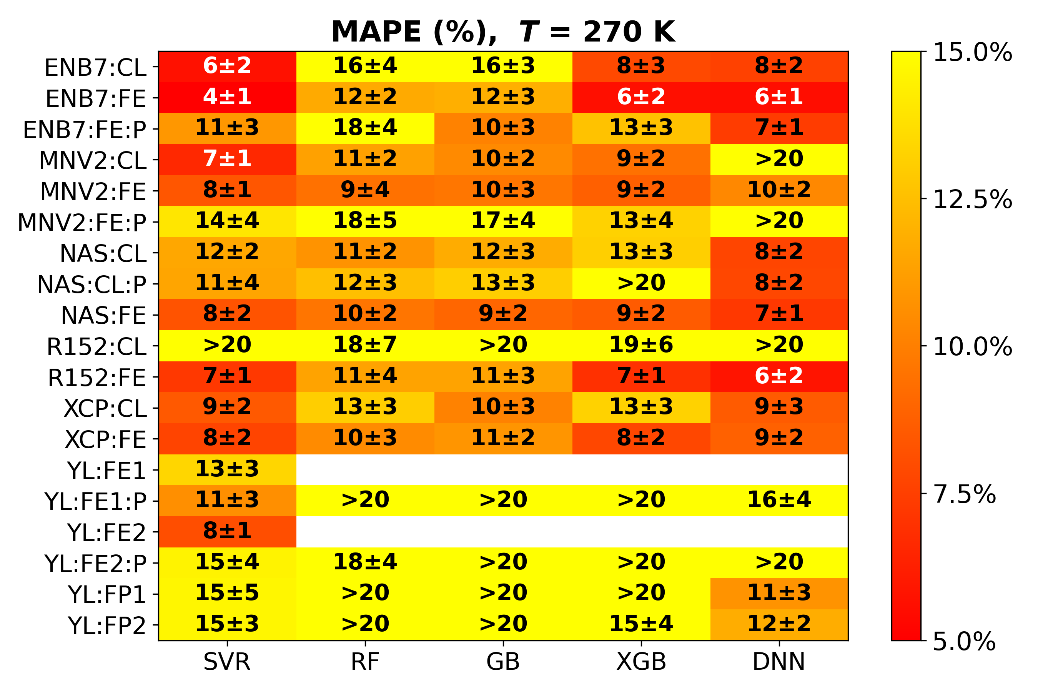 MAPE (%), T = 270 K
ENB7:CL 6±2 16±4 16±3 8±3 8±2
ENB7:FE 4±1 12±2 12±3 6±2 6±1
ENB7:FE:P 11±3 18±4 10±3 13±3 7±1
MNV2:CL 7±1 11±2 10±2 9±2 >20
MNV2:FE 8±1 9±4 10±3 9±2 10±2
MNV2:FE:P 14±4 18±5 17±4 13±4 >20
NAS:CL 12±2 11±2 12±3 13±3 8±2
NAS:CL:P 11±4 12±3 13±3 >20 8±2
NAS:FE 8±2 10±2 9±2 9±2 7±1
R152:CL >20 18±7 >20 19±6 >20
R152:FE 7±1 11±4 11±3 7±1 6±2
XCP:CL 9±2 13±3 10±3 13±3 9±3
XCP:FE 8±2 10±3 11±2 8±2 9±2
YL:FE1 13±3
YL:FE1:P 11±3 >20 >20 >20 16±4
YL:FE2 8±1
YL:FE2:P 15±4 18±4 >20 >20 >20
YL:FP1 15±5 >20 >20 >20 11±3
YL:FP2 15±3 >20 >20 15±4 12±2
SVR RF GB XGB DNN
15.0%
12.5%
10.0%
7.5%
5.0%